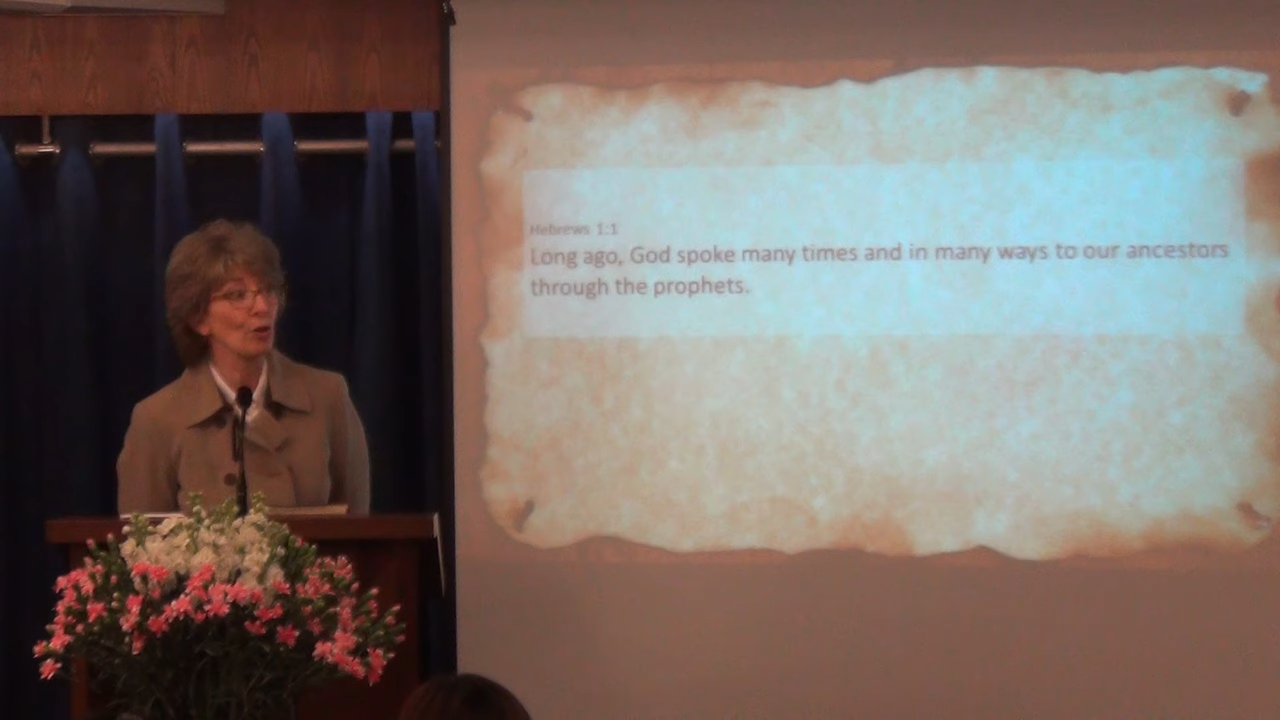 Hebrews 1:1
Long ago, God spoke many times and in many ways to our ancestors
through the prophets.